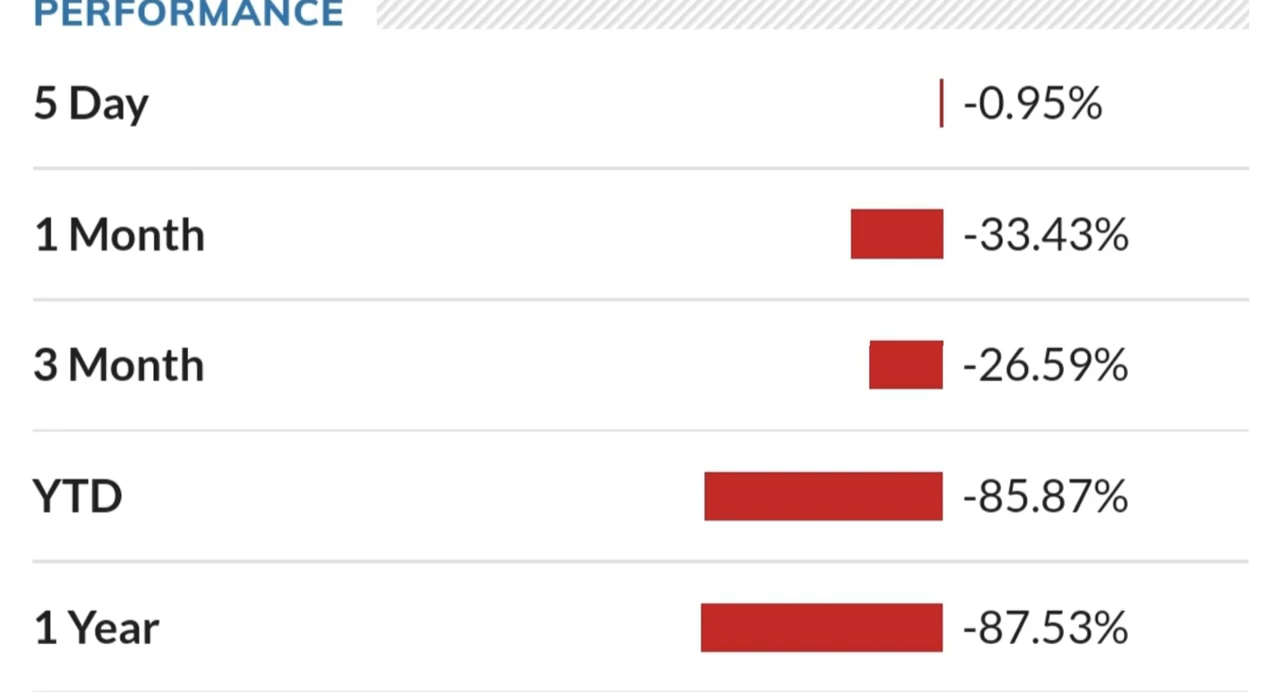 PERFORMANCE
5 Day -0.95%
1 Month -33.43%
3 Month -26.59%
YTD -85.87%
1 Year -87.53%